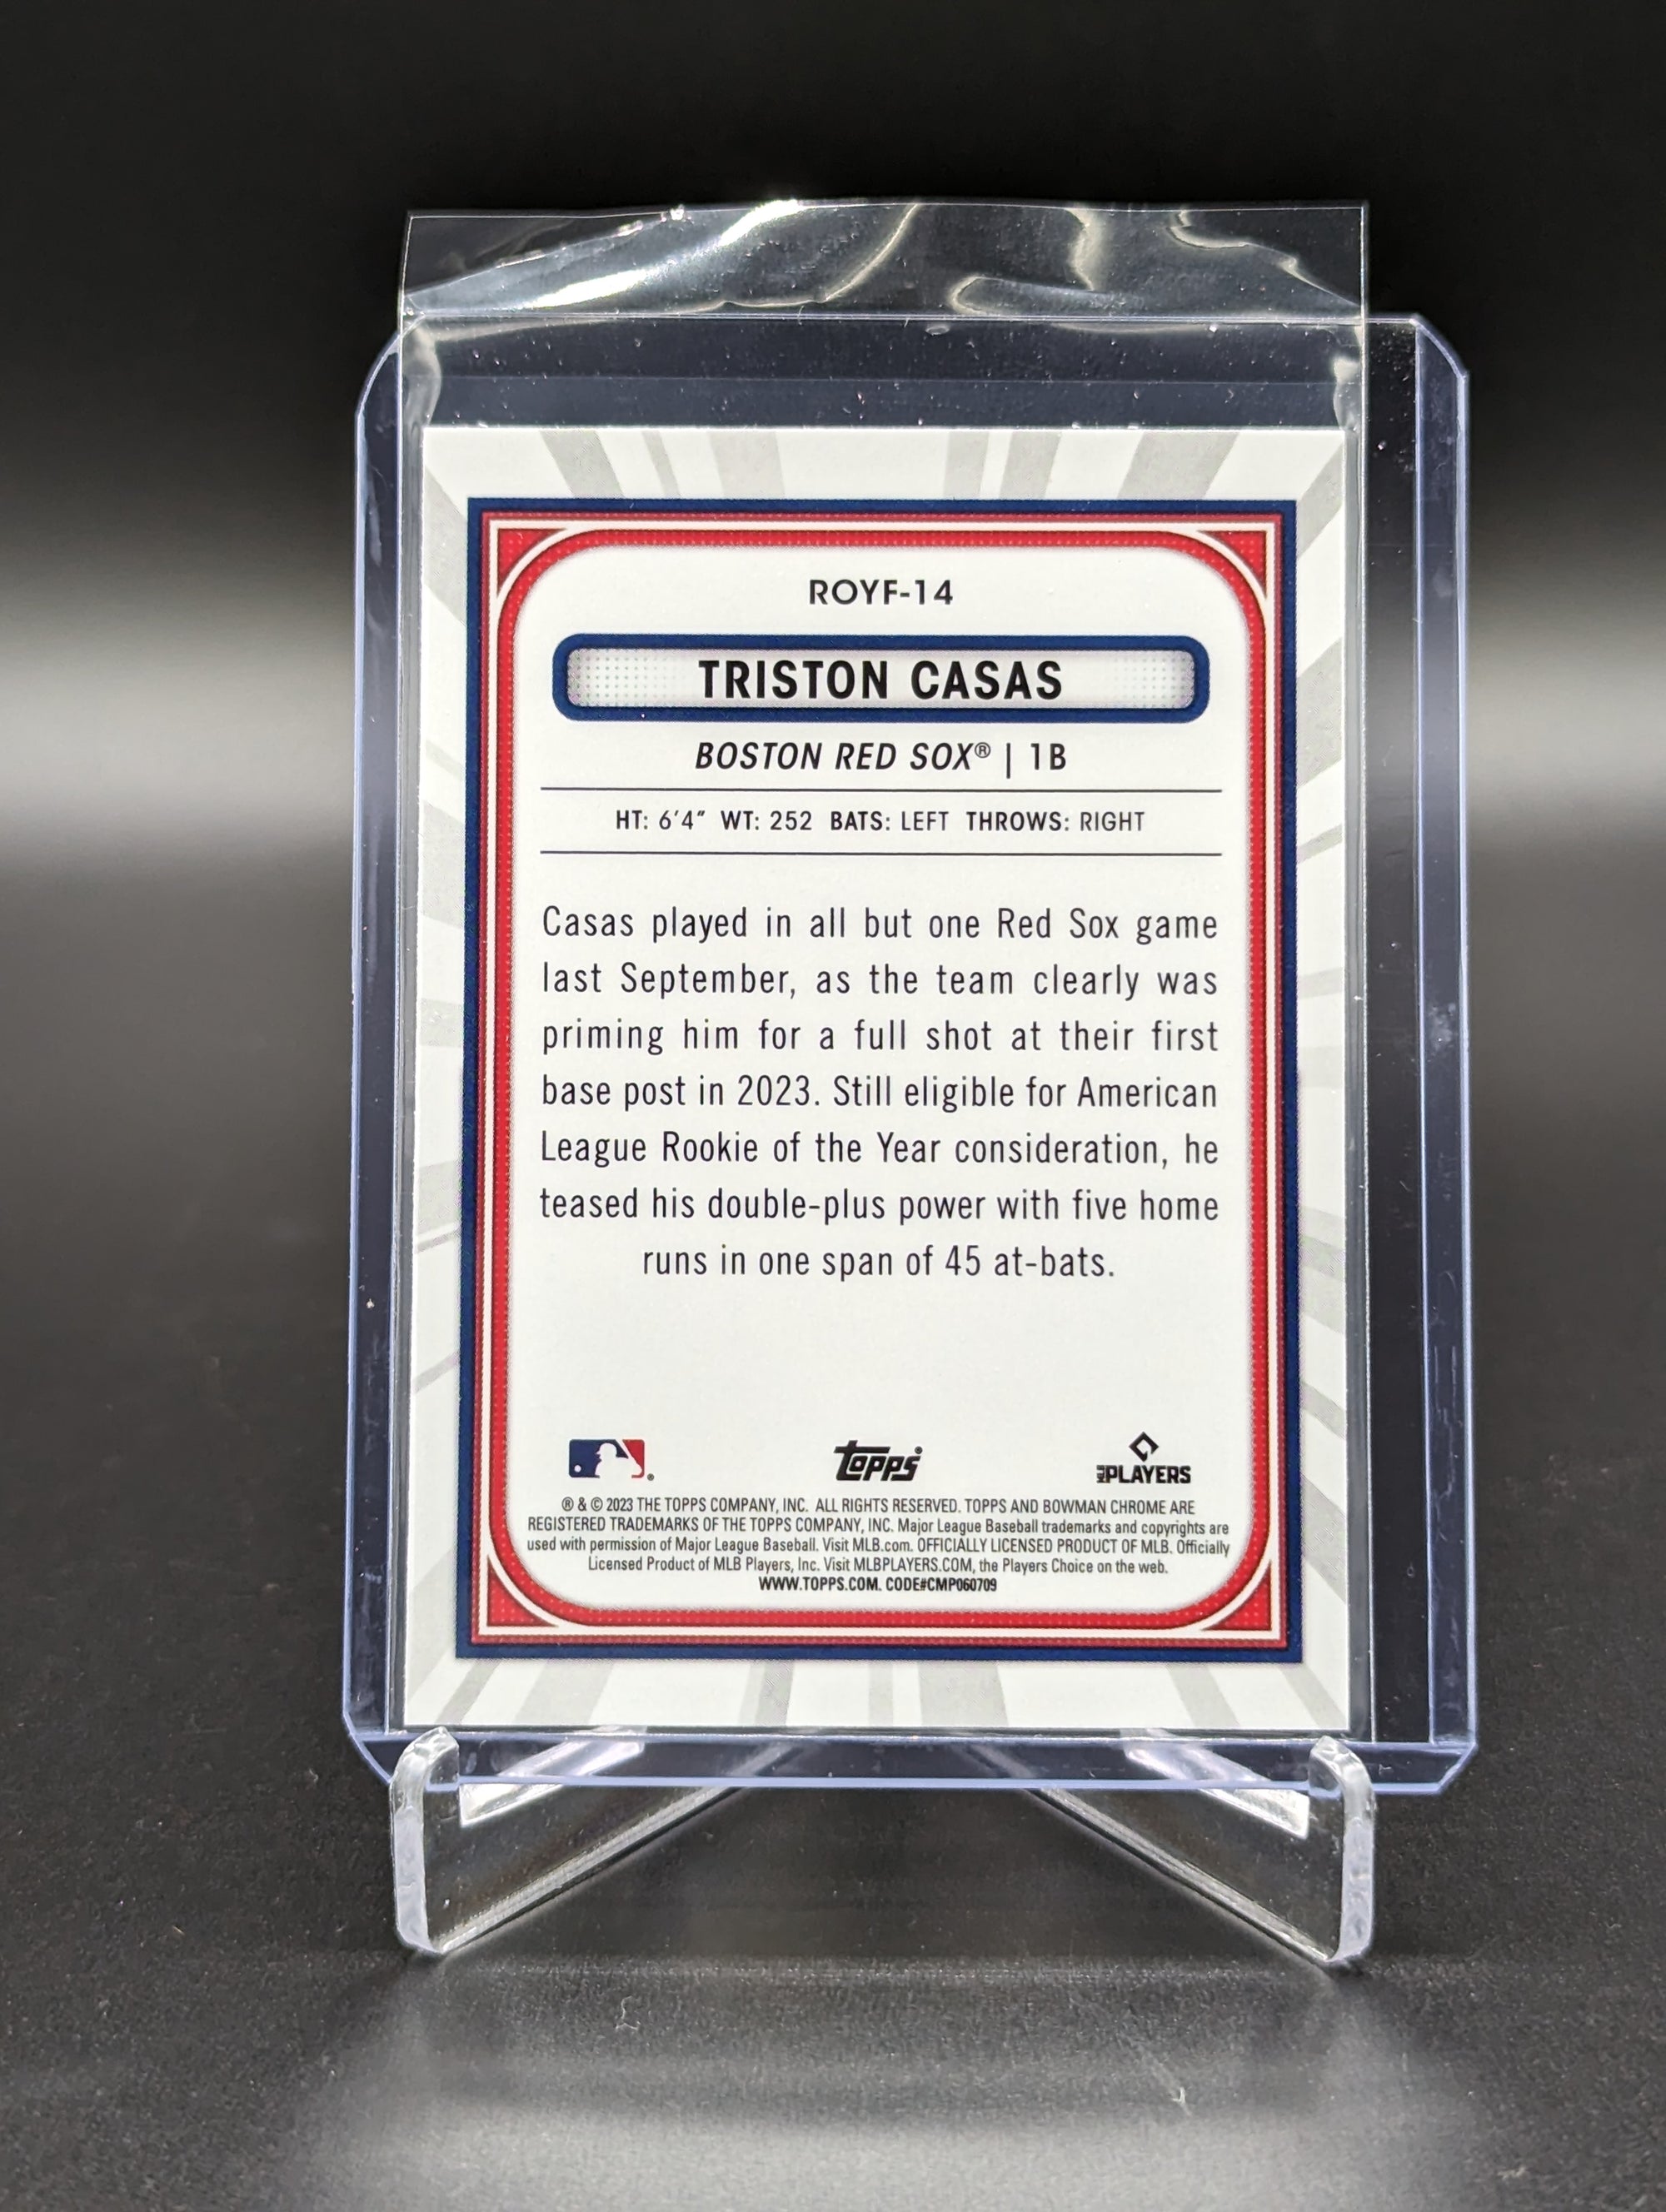 ROYF-14
TRISTON CASAS
BOSTON RED SOX® | 1B
HT: 6'4" WT: 252 BATS: LEFT THROWS: RIGHT
Casas played in all but one Red Sox game
last September, as the team clearly was
priming him for a full shot at their first
base post in 2023. Still eligible for American
League Rookie of the Year consideration, he
teased his double-plus power with five home
runs in one span of 45 at-bats.
topps® MLB PLAYERS
® & © 2023 THE TOPPS COMPANY, INC. ALL RIGHTS RESERVED. TOPPS AND BOWMAN CHROME ARE
REGISTERED TRADEMARKS OF THE TOPPS COMPANY, INC. Major League Baseball trademarks and copyrights are
used with permission of Major League Baseball. Visit MLB.com. OFFICIALLY LICENSED PRODUCT OF MLB. Officially
Licensed Product of MLB Players, Inc. Visit MLBPLAYERS.COM, the Players Choice on the web.
WWW.TOPPS.COM. CODE#CMP060709